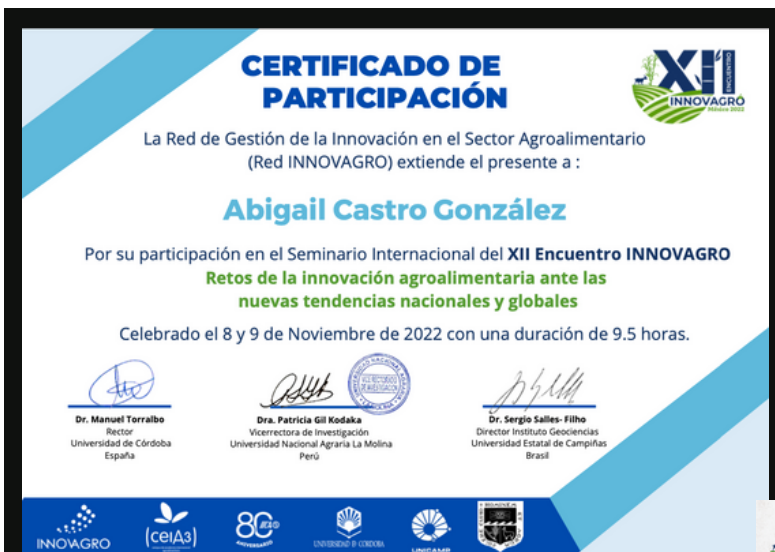 CERTIFICADO DE
PARTICIPACIÓN
XII
ENCUENTRO
INNOVAGRO
México 2022
La Red de Gestión de la Innovación en el Sector Agroalimentario
(Red INNOVAGRO) extiende el presente a :
Abigail Castro González
Por su participación en el Seminario Internacional del XII Encuentro INNOVAGRO
Retos de la innovación agroalimentaria ante las
nuevas tendencias nacionales y globales
Celebrado el 8 y 9 de Noviembre de 2022 con una duración de 9.5 horas.
Dr. Manuel Torralbo
Rector
Universidad de Córdoba
España
Dra. Patricia Gil Kodaka
Vicerrectora de Investigación
Universidad Nacional Agraria La Molina
Perú
Dr. Sergio Salles- Filho
Director Instituto Geociencias
Universidad Estatal de Campiñas
Brasil
INNOVAGRO
(ceiA3)
80
ANIVERSARIO
UNIVERSIDAD D CORDOBA
UNICAMP